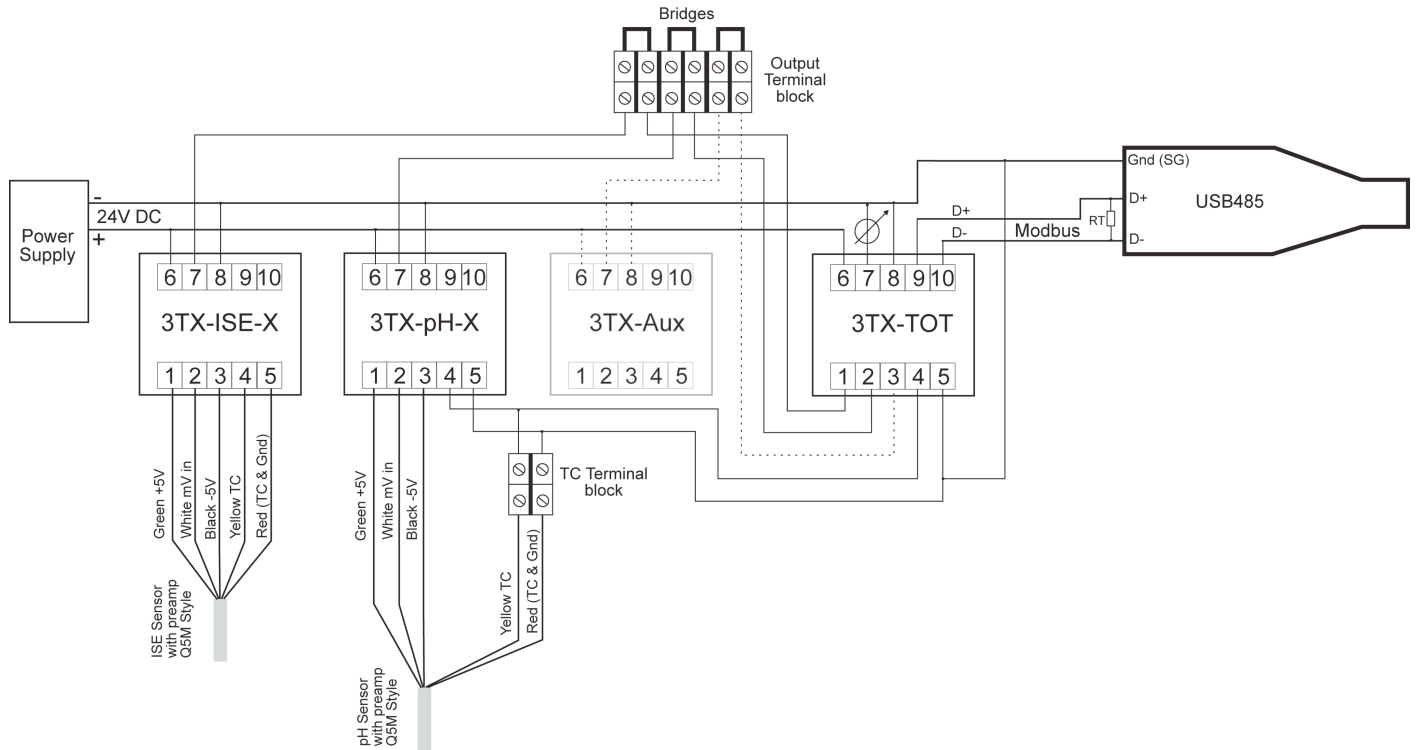 Bridges
Output
Terminal
block
Gnd (SG)
D+
RT
D-
USB485
D+
D-
Modbus
-
24V DC
+
Power
Supply
6 7 8 9 10
3TX-ISE-X
1 2 3 4 5
6 7 8 9 10
3TX-pH-X
1 2 3 4 5
6 7 8 9 10
3TX-Aux
1 2 3 4 5
6 7 8 9 10
3TX-TOT
1 2 3 4 5
Green +5V
White mV in
Black -5V
Yellow TC
Red (TC & Gnd)
ISE Sensor
with preamp
Q5M Style
Green +5V
White mV in
Black -5V
TC Terminal
block
Yellow TC
Red (TC & Gnd)
pH Sensor
with preamp
Q5M Style